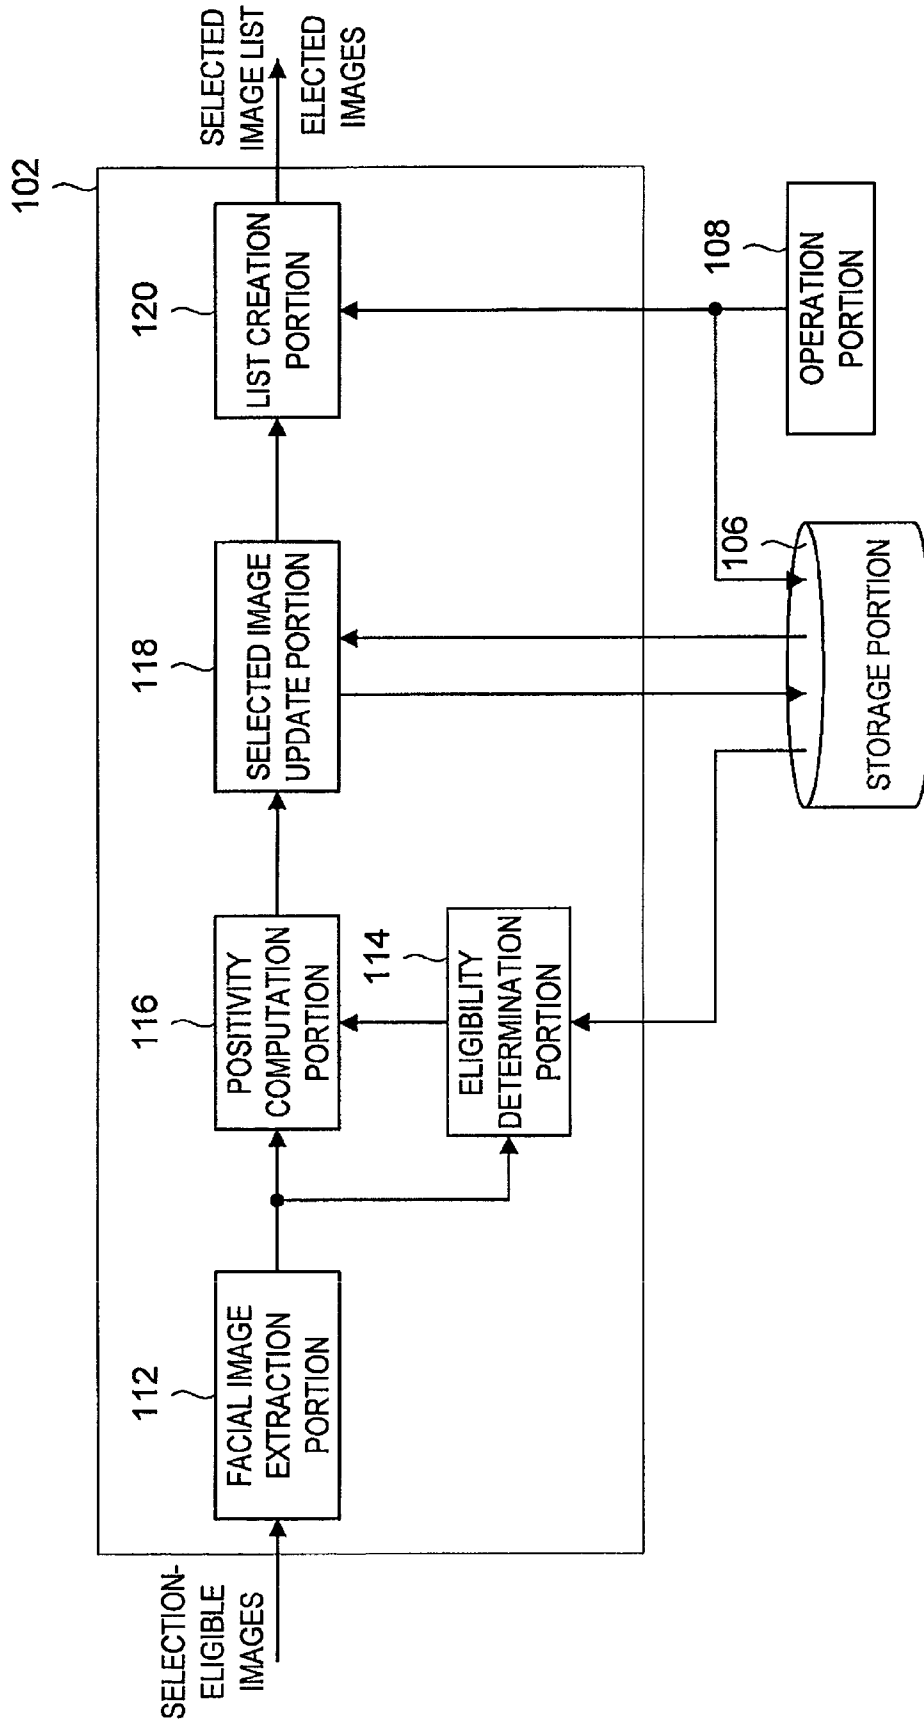 102
SELECTION-
ELIGIBLE
IMAGES
112
FACIAL IMAGE
EXTRACTION
PORTION
116
POSITIVITY
COMPUTATION
PORTION
114
ELIGIBILITY
DETERMINATION
PORTION
118
SELECTED IMAGE
UPDATE PORTION
120
LIST CREATION
PORTION
SELECTED
IMAGE LIST
ELECTED
IMAGES
106
STORAGE PORTION
108
OPERATION
PORTION